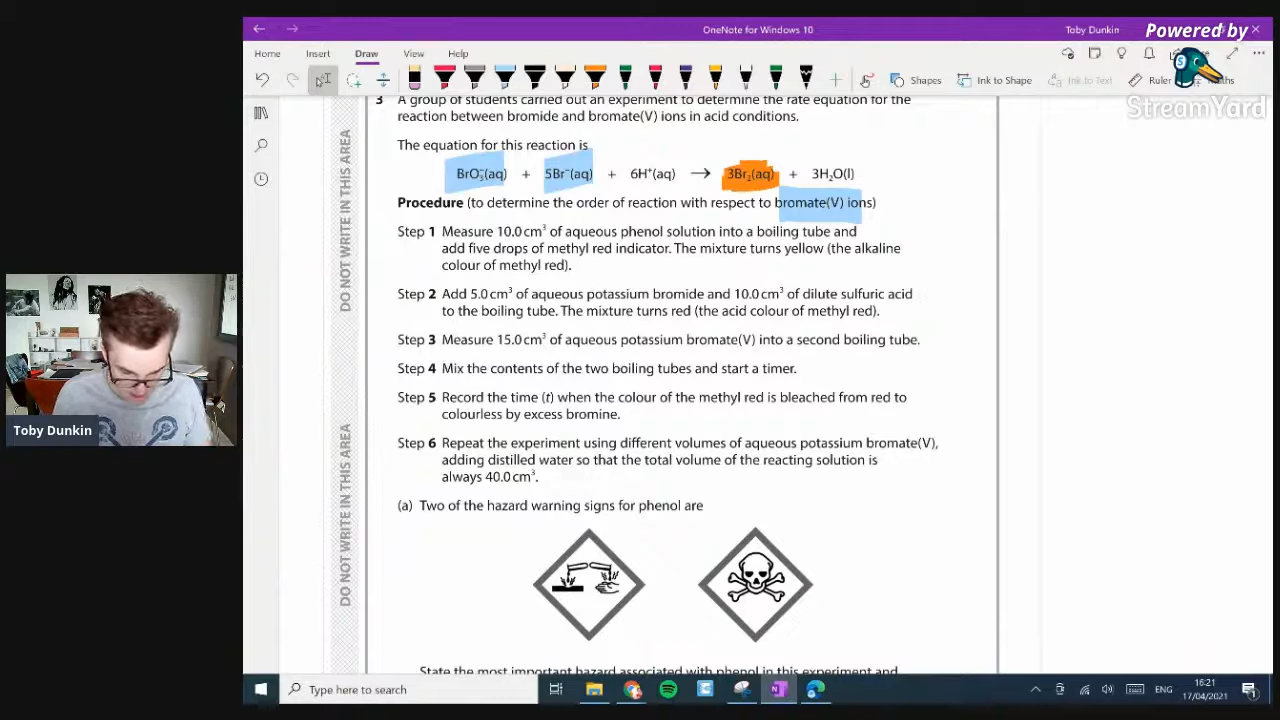 OneNote for Windows 10
Toby Dunkin
Powered by
StreamYard
Home Insert Draw View Help
Shapes Ink to Shape Ink to Text Ruler
3 A group of students carried out an experiment to determine the rate equation for the
reaction between bromide and bromate(V) ions in acid conditions.
The equation for this reaction is
BrO₃⁻(aq) + 5Br⁻(aq) + 6H⁺(aq) → 3Br₂(aq) + 3H₂O(l)
Procedure (to determine the order of reaction with respect to bromate(V) ions)
Step 1 Measure 10.0 cm³ of aqueous phenol solution into a boiling tube and
add five drops of methyl red indicator. The mixture turns yellow (the alkaline
colour of methyl red).
Step 2 Add 5.0 cm³ of aqueous potassium bromide and 10.0 cm³ of dilute sulfuric acid
to the boiling tube. The mixture turns red (the acid colour of methyl red).
Step 3 Measure 15.0 cm³ of aqueous potassium bromate(V) into a second boiling tube.
Step 4 Mix the contents of the two boiling tubes and start a timer.
Step 5 Record the time (t) when the colour of the methyl red is bleached from red to
colourless by excess bromine.
Step 6 Repeat the experiment using different volumes of aqueous potassium bromate(V),
adding distilled water so that the total volume of the reacting solution is
always 40.0 cm³.
(a) Two of the hazard warning signs for phenol are
State the most important hazard associated with phenol in this experiment and
DO NOT WRITE IN THIS AREA
DO NOT WRITE IN THIS AREA
Toby Dunkin
Type here to search
ENG
16:21
17/04/2021